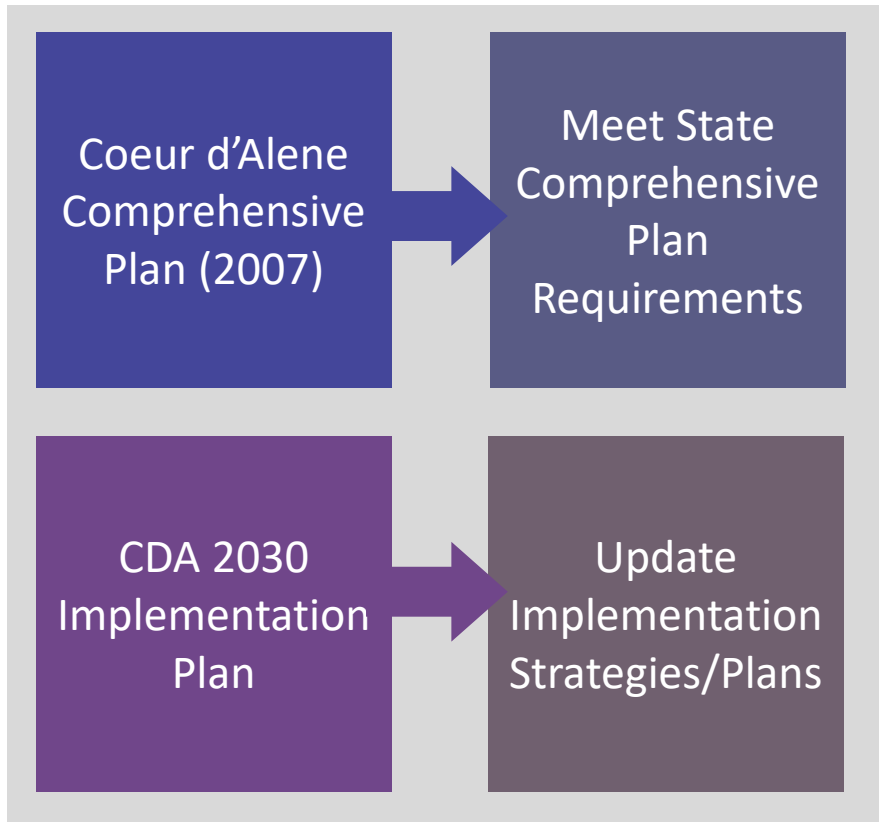 Coeur d’Alene
Comprehensive
Plan (2007)
Meet State
Comprehensive
Plan
Requirements
CDA 2030
Implementation
Plan
Update
Implementation
Strategies/Plans